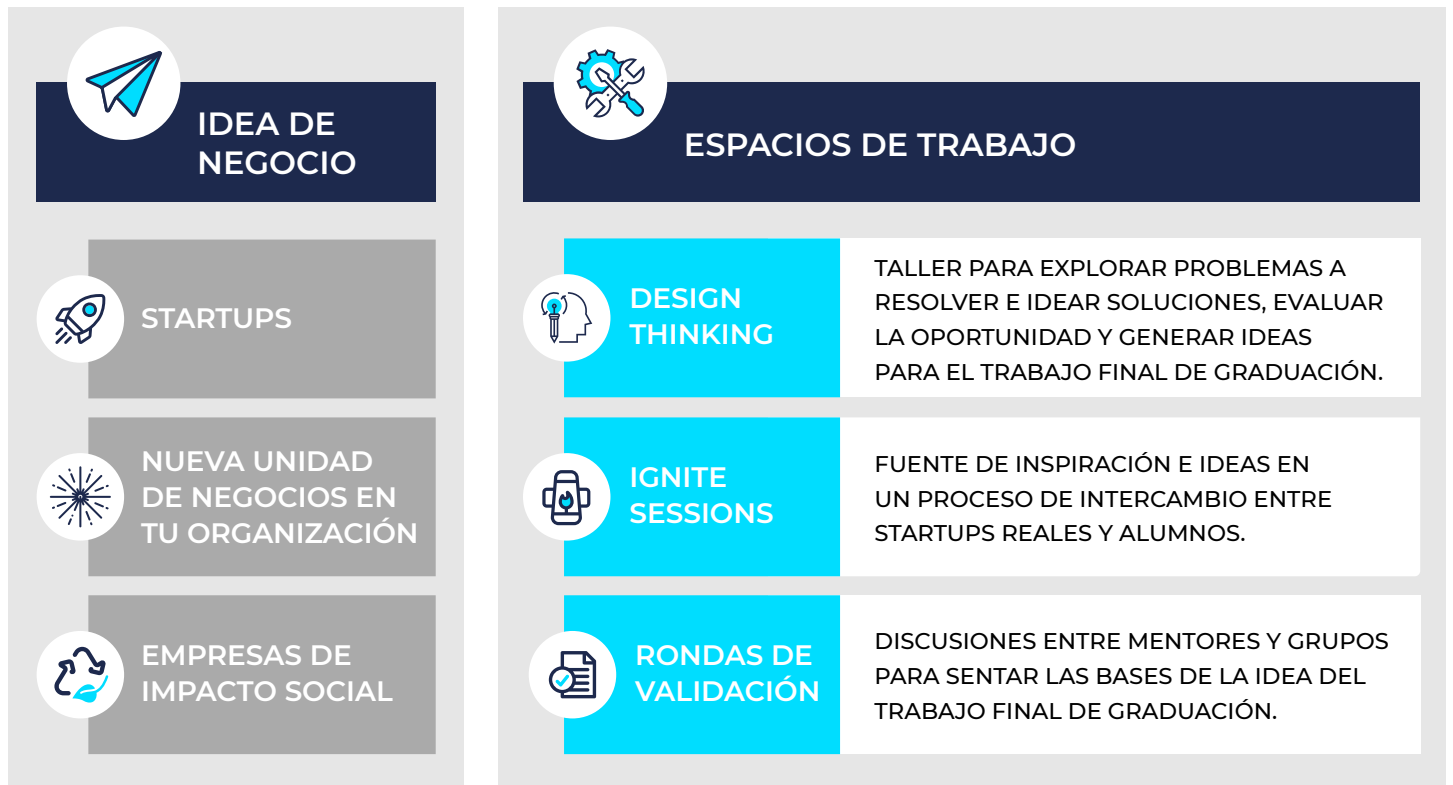 IDEA DE
NEGOCIO
STARTUPS
NUEVA UNIDAD
DE NEGOCIOS EN
TU ORGANIZACIÓN
EMPRESAS DE
IMPACTO SOCIAL
ESPACIOS DE TRABAJO
DESIGN
THINKING
TALLER PARA EXPLORAR PROBLEMAS A
RESOLVER E IDEAR SOLUCIONES, EVALUAR
LA OPORTUNIDAD Y GENERAR IDEAS
PARA EL TRABAJO FINAL DE GRADUACIÓN.
IGNITE
SESSIONS
FUENTE DE INSPIRACIÓN E IDEAS EN
UN PROCESO DE INTERCAMBIO ENTRE
STARTUPS REALES Y ALUMNOS.
RONDAS DE
VALIDACIÓN
DISCUSIONES ENTRE MENTORES Y GRUPOS
PARA SENTAR LAS BASES DE LA IDEA DEL
TRABAJO FINAL DE GRADUACIÓN.